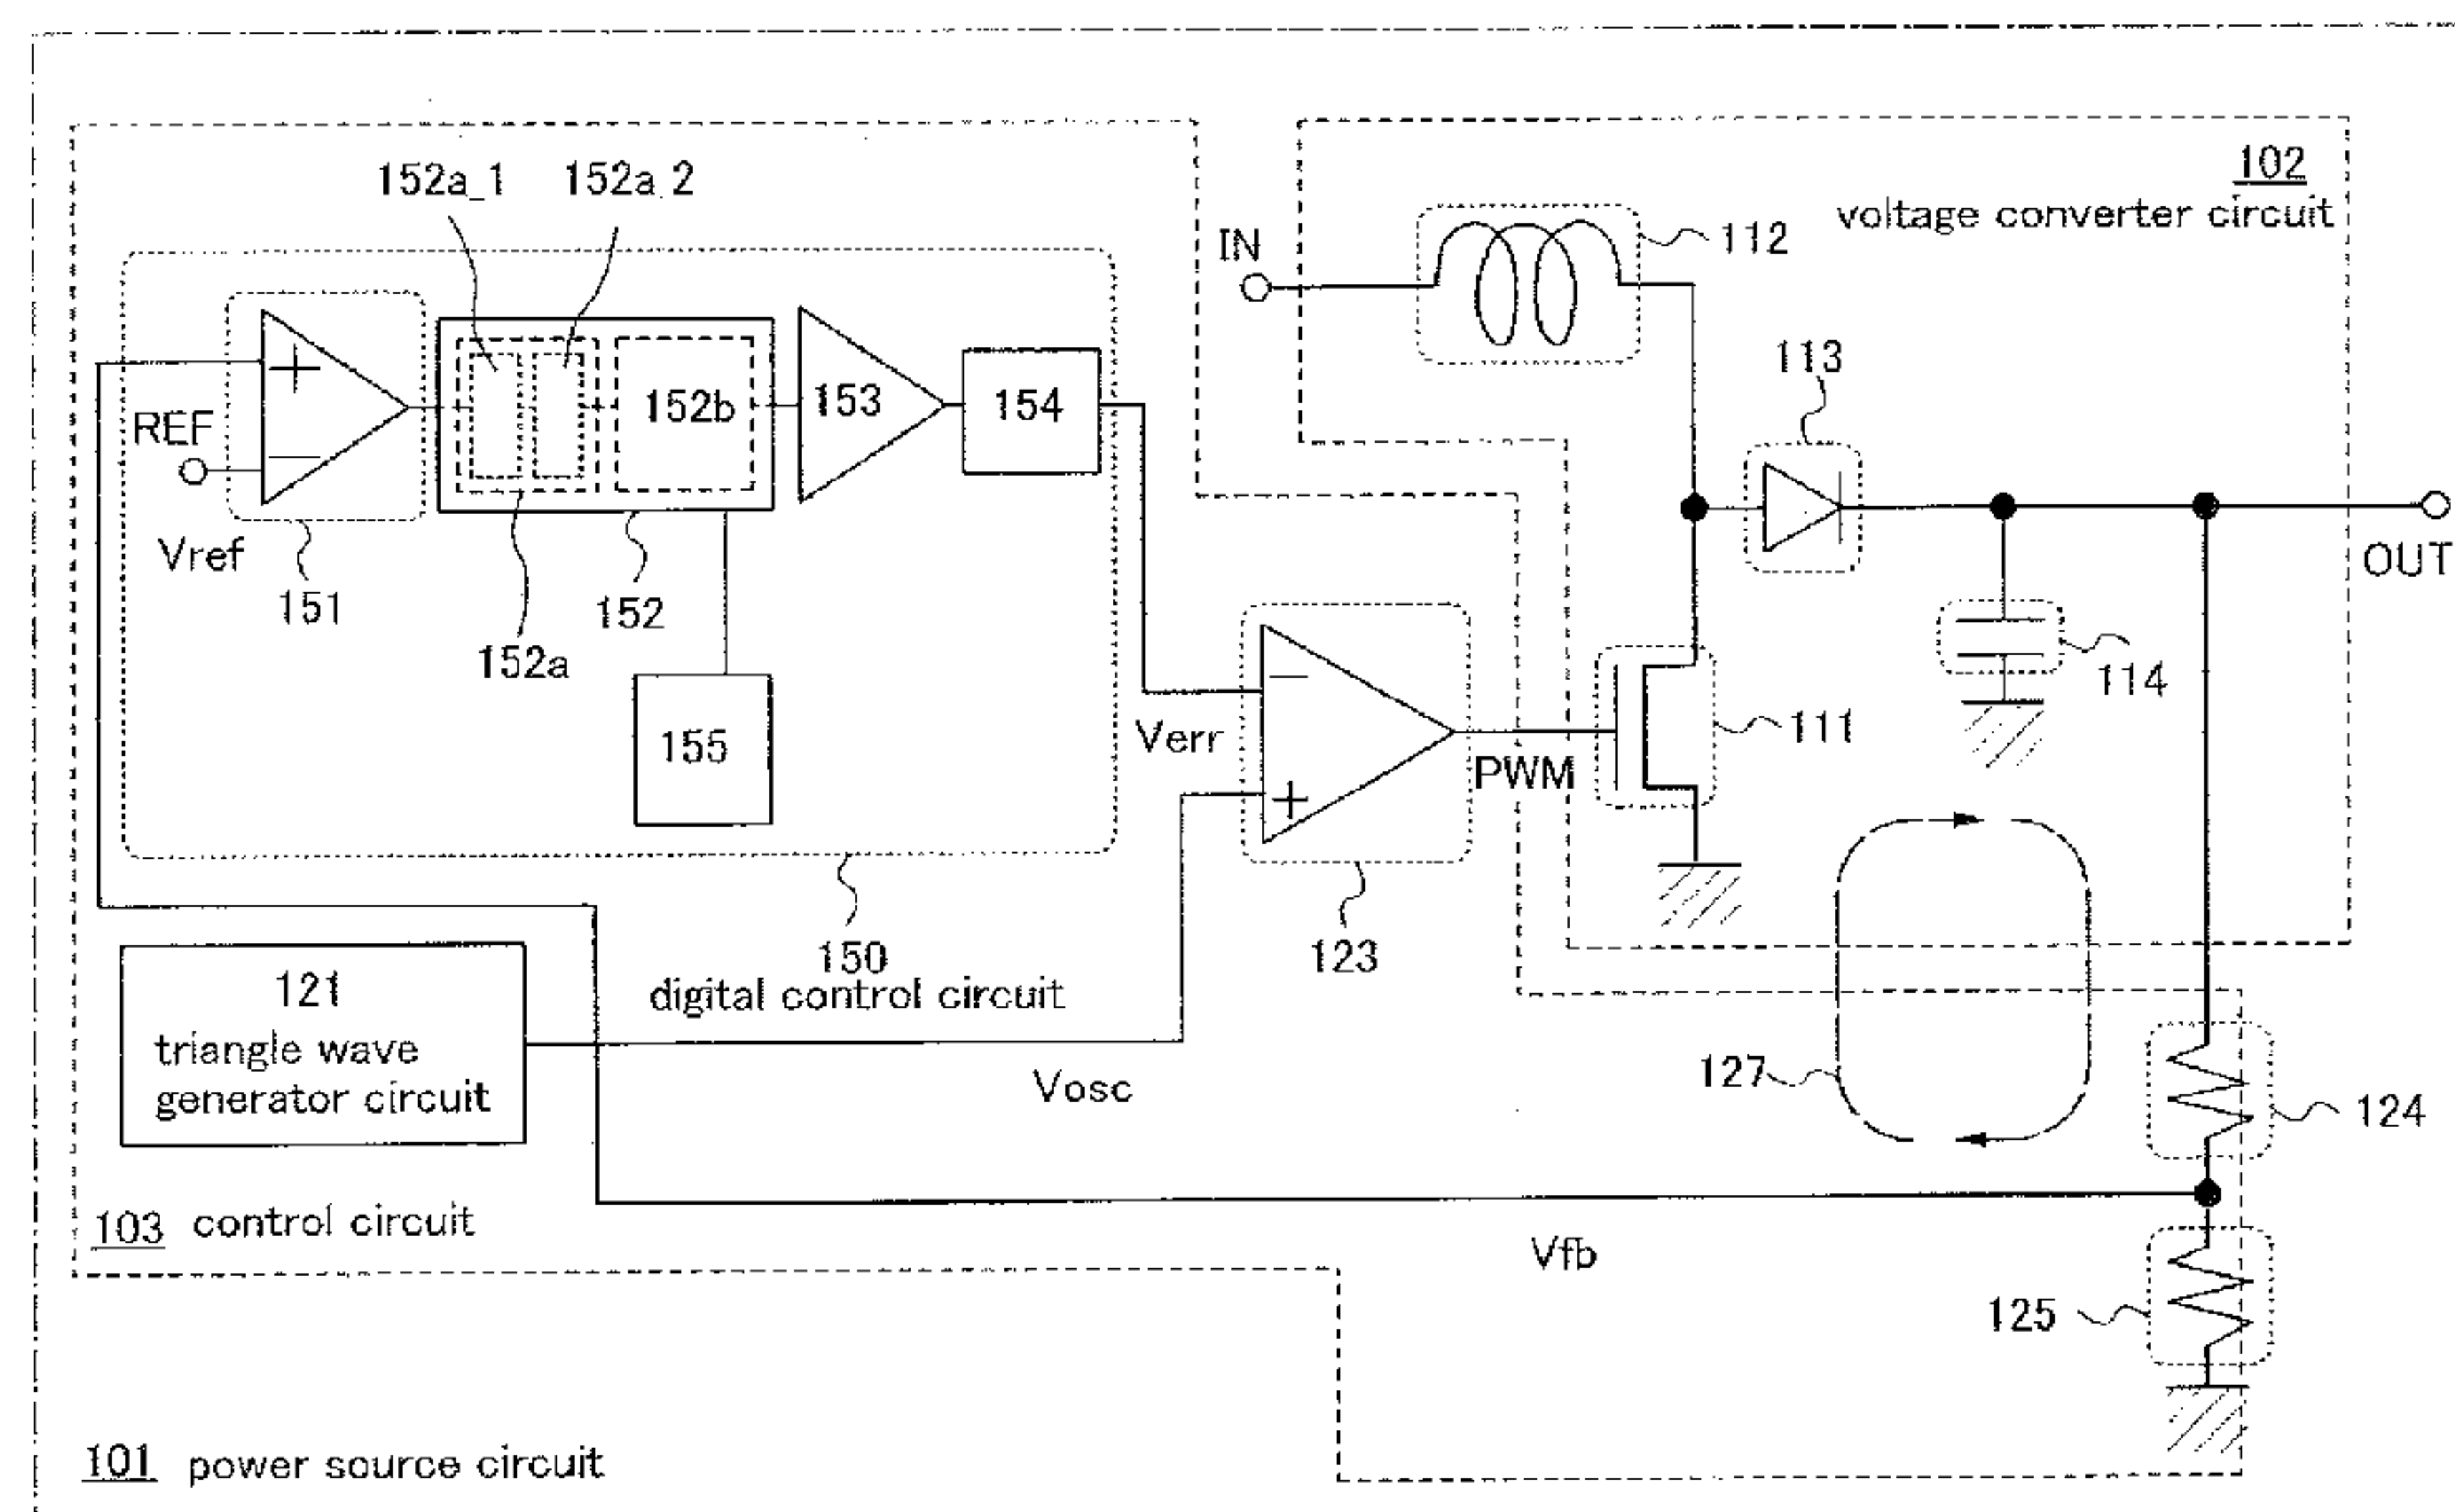 102
voltage converter circuit
152a_1
152a_2
112
IN
113
+
REF
−
152b
153
154
Vref
151
152
152a
OUT
114
−
155
Verr
+
PWM
111
150
digital control circuit
123
121
triangle wave
generator circuit
Vosc
127
124
103 control circuit
Vfb
125
101 power source circuit